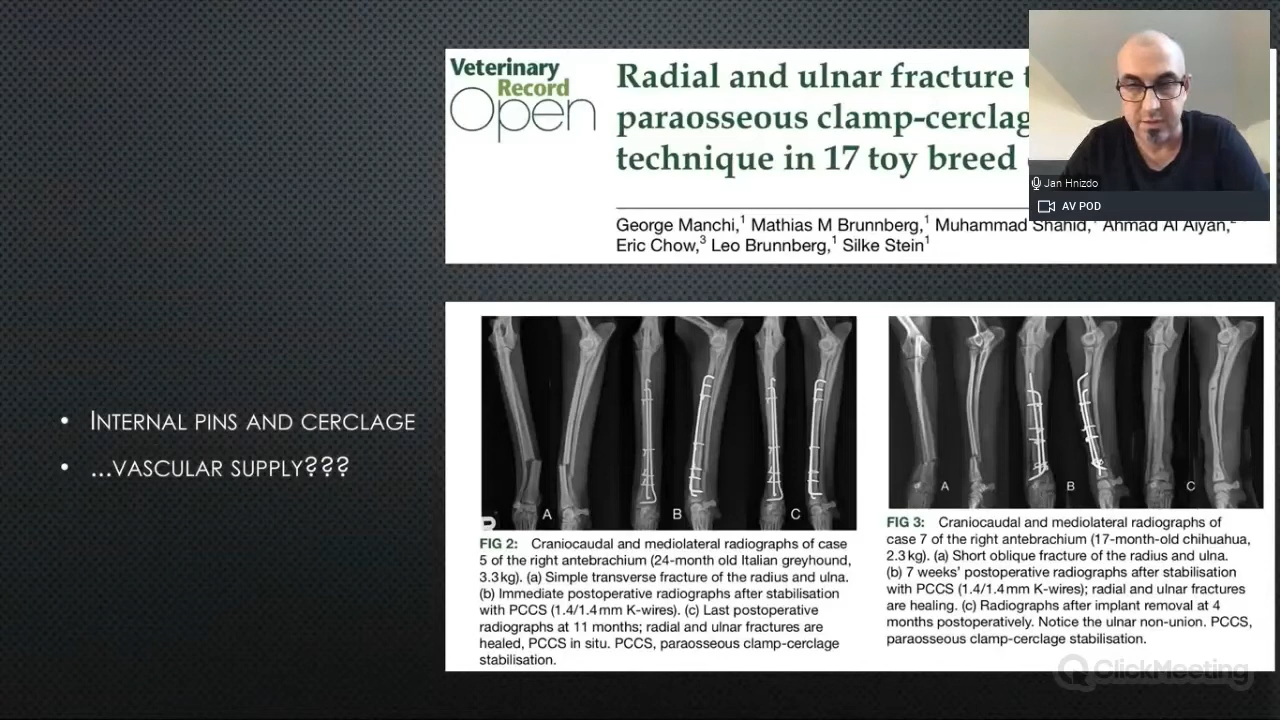 Veterinary
Record
Open
Radial and ulnar fracture
paraosseous clamp-cerclag
technique in 17 toy breed
George Manchi,1 Mathias M Brunnberg,1 Muhammad Shahid,1 Ahmad Al Aiyan,2
Eric Chow,3 Leo Brunnberg,1 Silke Stein1
Jan Hnizdo
AV POD
• INTERNAL PINS AND CERCLAGE
• ...VASCULAR SUPPLY???
A B C
FIG 2: Craniocaudal and mediolateral radiographs of case
5 of the right antebrachium (24-month old Italian greyhound,
3.3 kg). (a) Simple transverse fracture of the radius and ulna.
(b) Immediate postoperative radiographs after stabilisation
with PCCS (1.4/1.4 mm K-wires). (c) Last postoperative
radiographs at 11 months; radial and ulnar fractures are
healed, PCCS in situ. PCCS, paraosseous clamp-cerclage
stabilisation.
A B C
FIG 3: Craniocaudal and mediolateral radiographs of
case 7 of the right antebrachium (17-month-old chihuahua,
2.3 kg). (a) Short oblique fracture of the radius and ulna.
(b) 7 weeks' postoperative radiographs after stabilisation
with PCCS (1.4/1.4 mm K-wires); radial and ulnar fractures
are healing. (c) Radiographs after implant removal at 4
months postoperatively. Notice the ulnar non-union. PCCS,
paraosseous clamp-cerclage stabilisation.
ClickMeeting